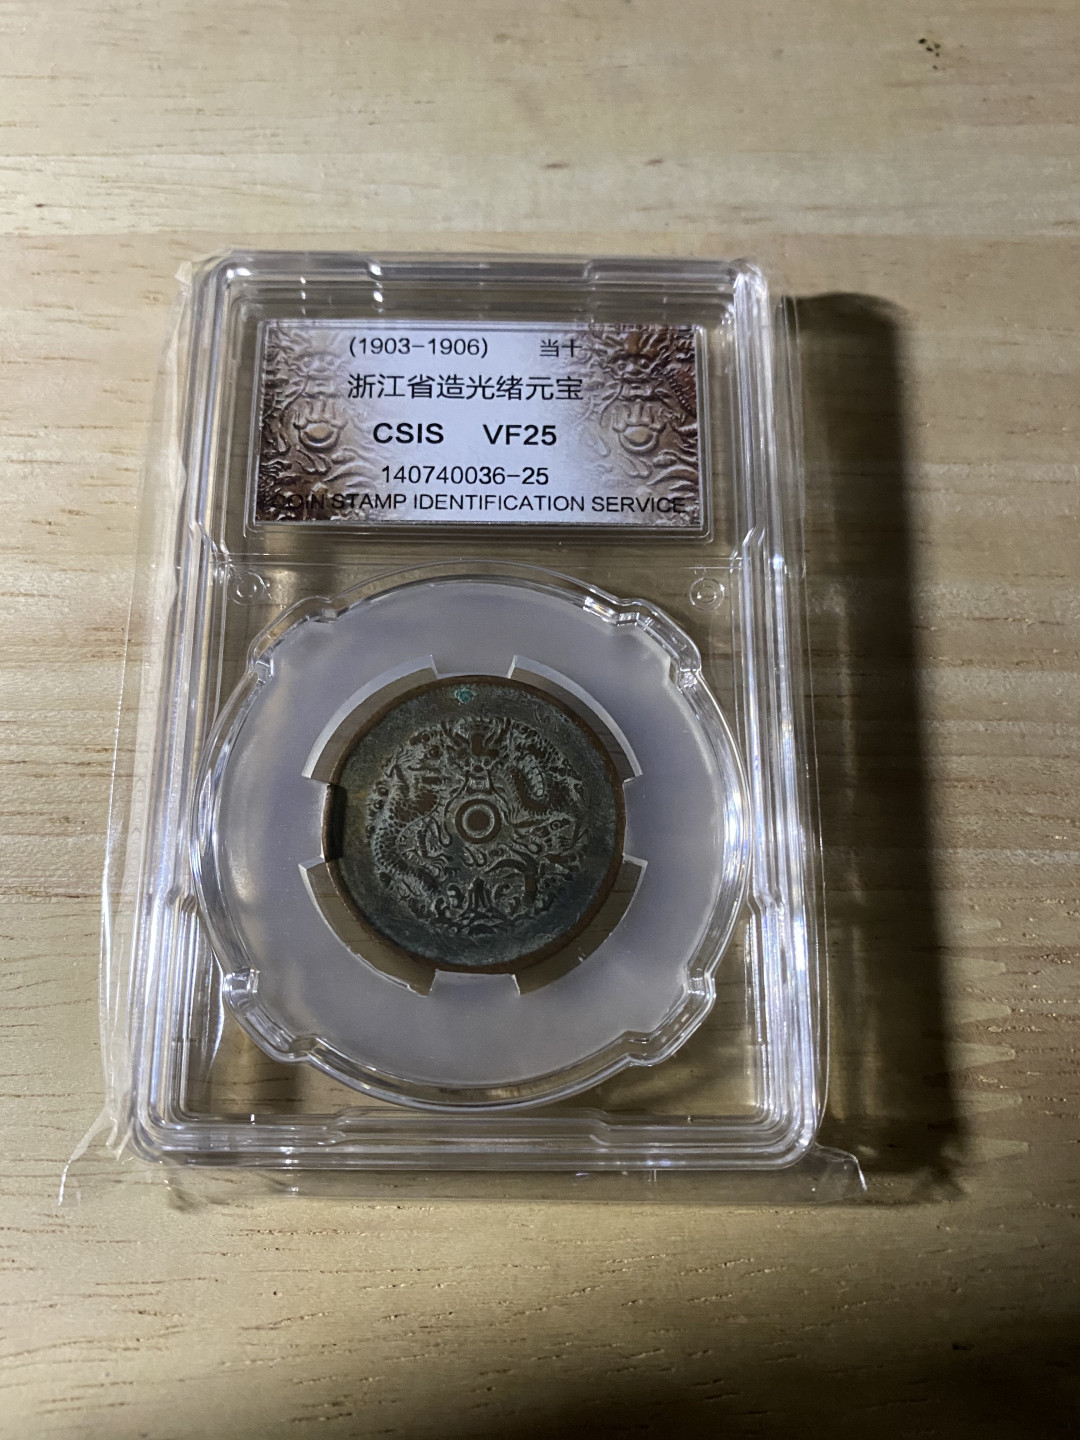 (1903-1906) 当十
浙江省造光绪元宝
CSIS VF25
140740036-25
COIN STAMP IDENTIFICATION SERVICE